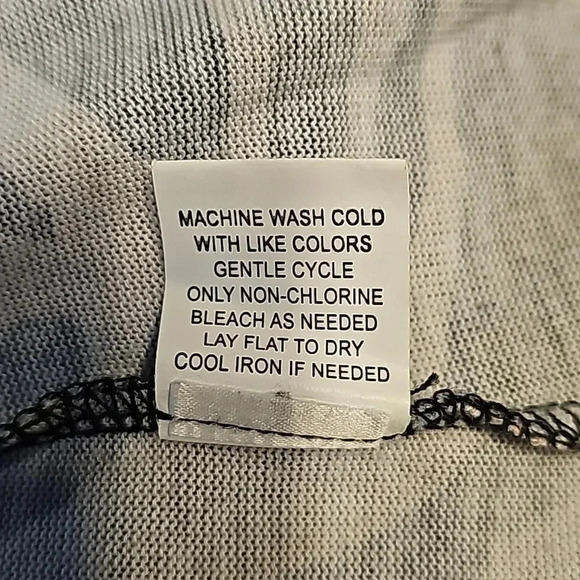 MACHINE WASH COLD
WITH LIKE COLORS
GENTLE CYCLE
ONLY NON-CHLORINE
BLEACH AS NEEDED
LAY FLAT TO DRY
COOL IRON IF NEEDED